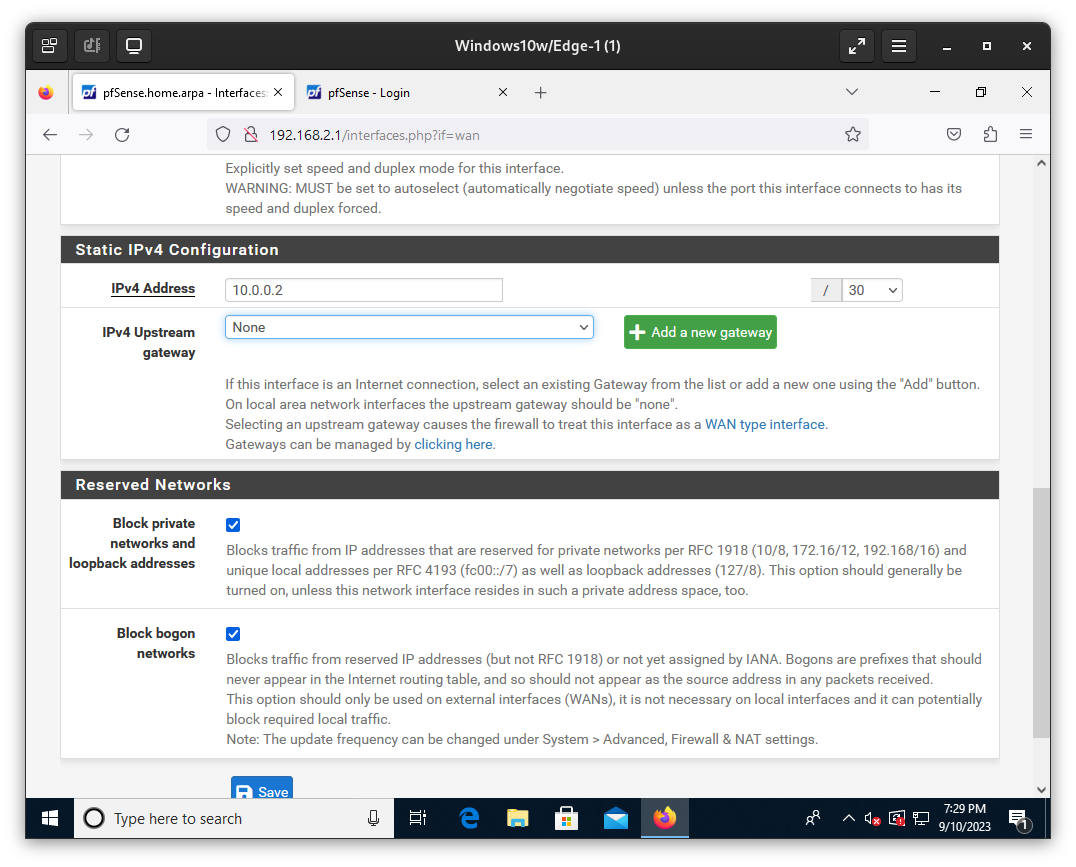 Windows10w/Edge-1 (1)
pfSense.home.arpa - Interfaces:
pfSense - Login
192.168.2.1/interfaces.php?if=wan
Explicitly set speed and duplex mode for this interface.
WARNING: MUST be set to autoselect (automatically negotiate speed) unless the port this interface connects to has its
speed and duplex forced.
Static IPv4 Configuration
IPv4 Address
10.0.0.2
/
30
IPv4 Upstream
gateway
None
Add a new gateway
If this interface is an Internet connection, select an existing Gateway from the list or add a new one using the "Add" button.
On local area network interfaces the upstream gateway should be "none".
Selecting an upstream gateway causes the firewall to treat this interface as a WAN type interface.
Gateways can be managed by clicking here.
Reserved Networks
Block private
networks and
loopback addresses
Blocks traffic from IP addresses that are reserved for private networks per RFC 1918 (10/8, 172.16/12, 192.168/16) and
unique local addresses per RFC 4193 (fc00::/7) as well as loopback addresses (127/8). This option should generally be
turned on, unless this network interface resides in such a private address space, too.
Block bogon
networks
Blocks traffic from reserved IP addresses (but not RFC 1918) or not yet assigned by IANA. Bogons are prefixes that should
never appear in the Internet routing table, and so should not appear as the source address in any packets received.
This option should only be used on external interfaces (WANs), it is not necessary on local interfaces and it can potentially
block required local traffic.
Note: The update frequency can be changed under System > Advanced, Firewall & NAT settings.
Save
Type here to search
7:29 PM
9/10/2023
1